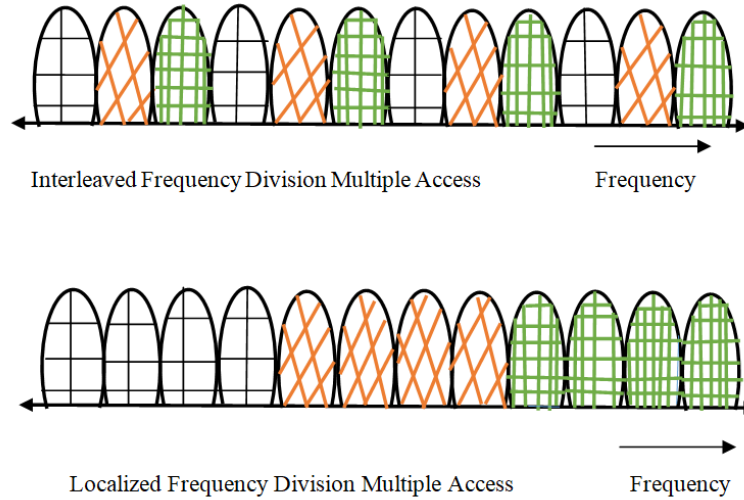 Interleaved Frequency Division Multiple Access
Frequency
Localized Frequency Division Multiple Access
Frequency